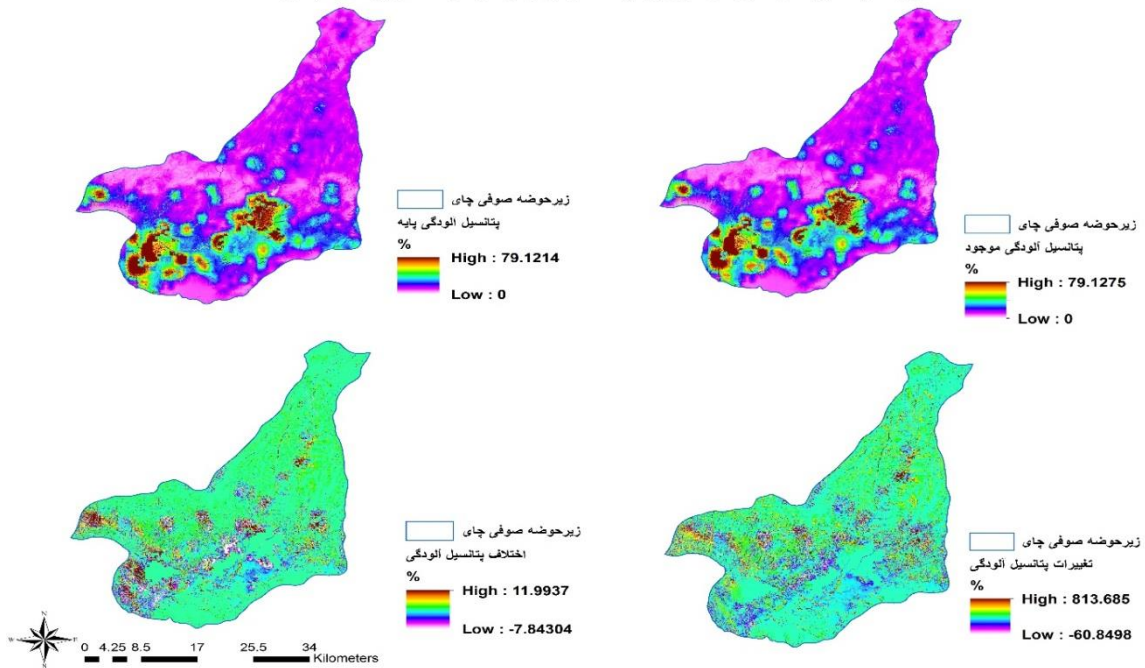 زیرحوضه صوفی چای
پتانسیل آلودگی پایه
%
High : 79.1214
Low : 0
زیرحوضه صوفی چای
پتانسیل آلودگی موجود
%
High : 79.1275
Low : 0
زیرحوضه صوفی چای
اختلاف پتانسیل آلودگی
%
High : 11.9937
Low : -7.84304
زیرحوضه صوفی چای
تغییرات پتانسیل آلودگی
%
High : 813.685
Low : -60.8498
N
W E
S
0 4.25 8.5 17 25.5 34
Kilometers